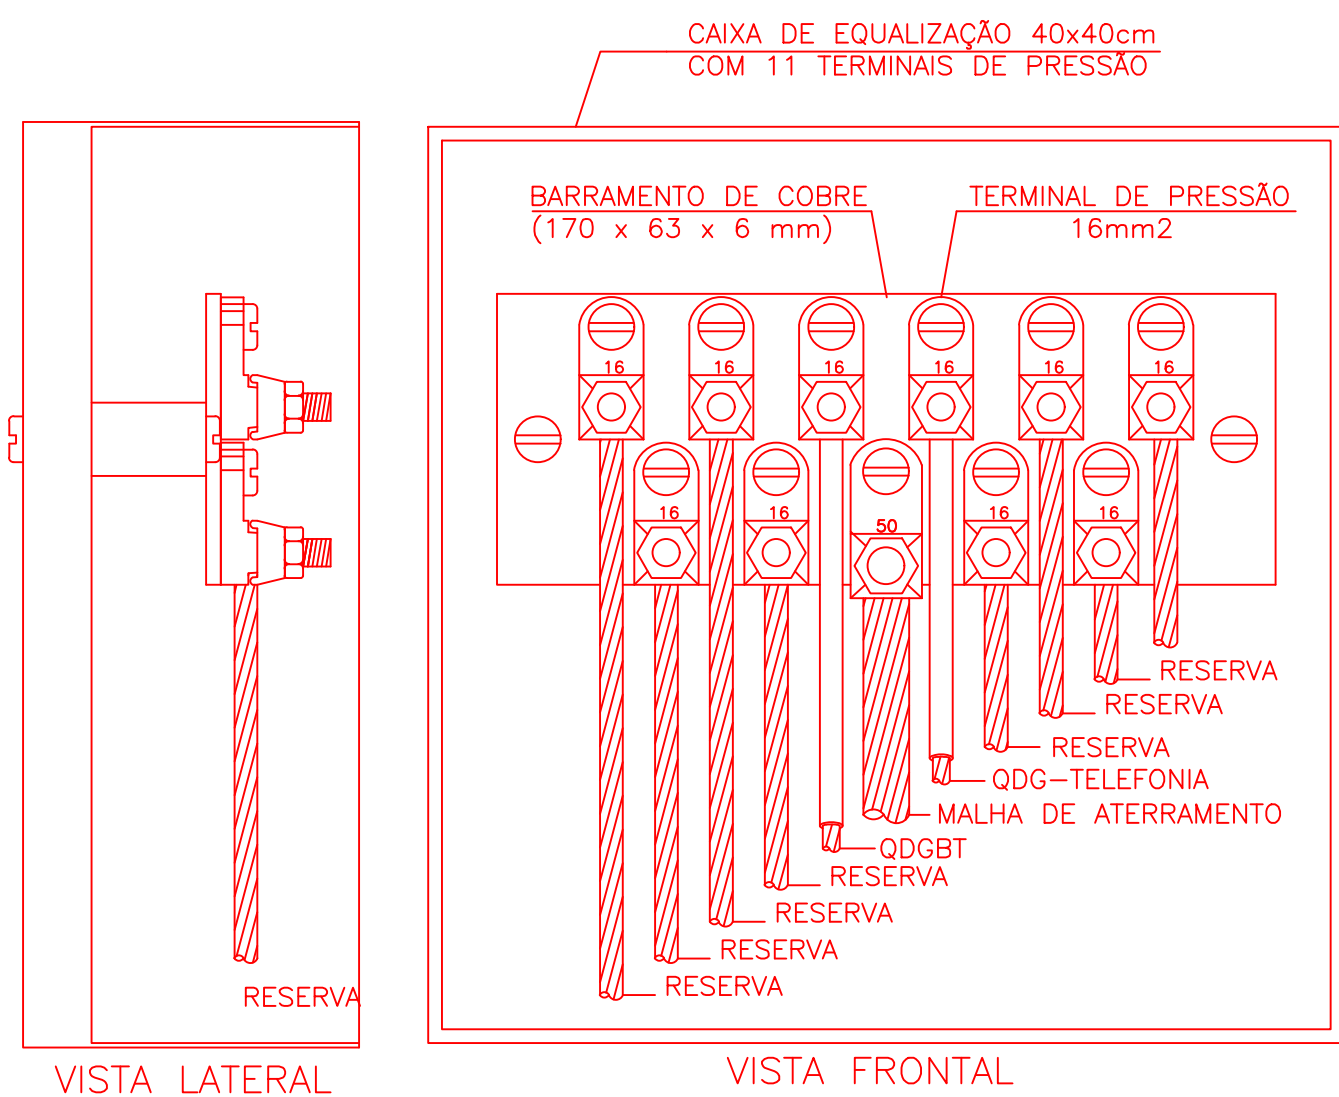 CAIXA DE EQUALIZAÇÃO 40x40cm
COM 11 TERMINAIS DE PRESSÃO
BARRAMENTO DE COBRE
(170 x 63 x 6 mm)
TERMINAL DE PRESSÃO
16mm2
16 16 16 16 16 16
16 16 50 16 16
RESERVA
RESERVA
RESERVA
QDG-TELEFONIA
MALHA DE ATERRAMENTO
QDGBT
RESERVA
RESERVA
RESERVA
RESERVA
RESERVA
VISTA LATERAL
VISTA FRONTAL